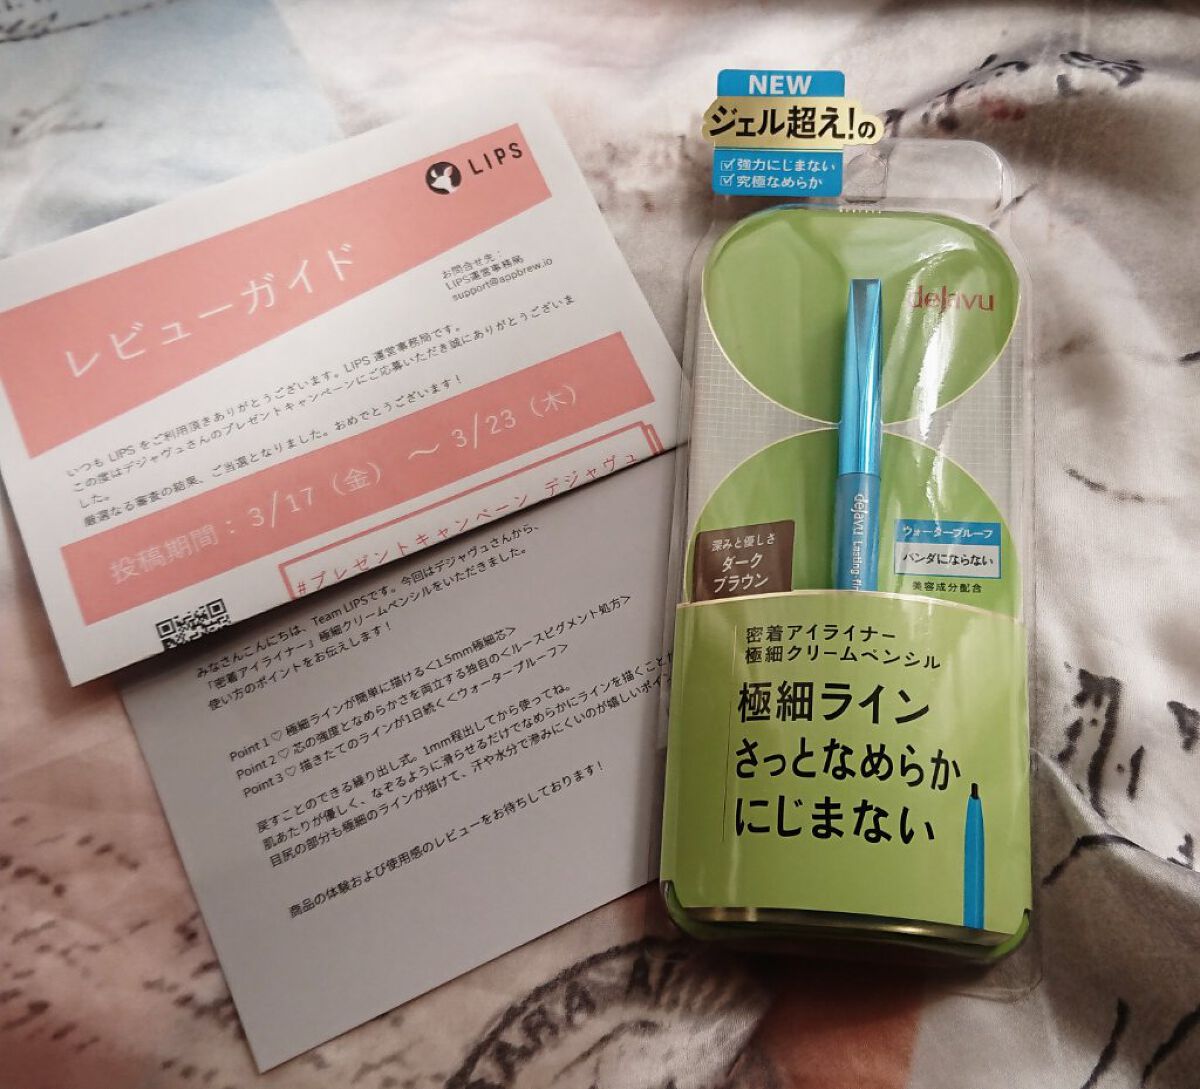 LIPS
レビューガイド
お問合せ先：
LIPS運営事務局
support@appbrew.io
いつも LIPS をご利用頂きありがとうございます。LIPS 運営事務局です。
この度はデジャヴュさんのプレゼントキャンペーンにご応募いただき誠にありがとうございま
した。
厳選なる審査の結果、ご当選となりました。おめでとうございます！
投稿期間：3/17（金）～3/23（木）
#プレゼントキャンペーン_デジャヴュ
みなさんこんにちは、Team LIPSです。今回はデジャヴュさんから、
「密着アイライナー」極細クリームペンシルをいただきました。
使い方のポイントをお伝えします！
Point 1 ♡ 極細ラインが簡単に描ける＜1.5mm極細芯＞
Point 2 ♡ 芯の強度となめらかさを両立する独自の＜ルースピグメント処方＞
Point 3 ♡ 描きたてのラインが1日続く＜ウォータープルーフ＞
戻すことのできる繰り出し式。1mm程出してから使ってね。
肌あたりが優しく、なぞるように滑らせるだけでなめらかにラインを描くことが
目尻の部分も極細のラインが描けて、汗や水分で滲みにくいのが嬉しいポイン
商品の体験および使用感のレビューをお待ちしております！
NEW
ジェル超え!の
強力にじまない
究極なめらか
dejavu
dejavu Lasting-fi
深みと優しさ
ダーク
ブラウン
ウォータープルーフ
パンダにならない
美容成分配合
密着アイライナー
極細クリームペンシル
極細ライン
さっとなめらか
にじまない